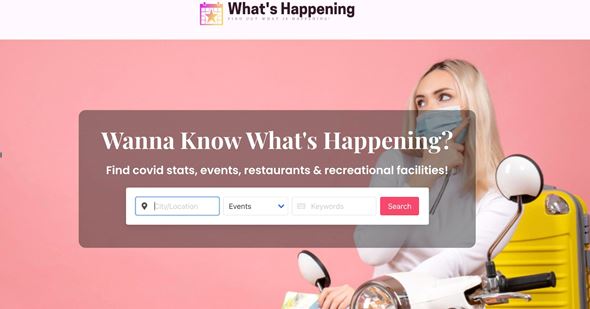 What's Happening
FIND OUT WHAT IS HAPPENING!
Wanna Know What's Happening?
Find covid stats, events, restaurants & recreational facilities!
City/Location
Events
Keywords
Search